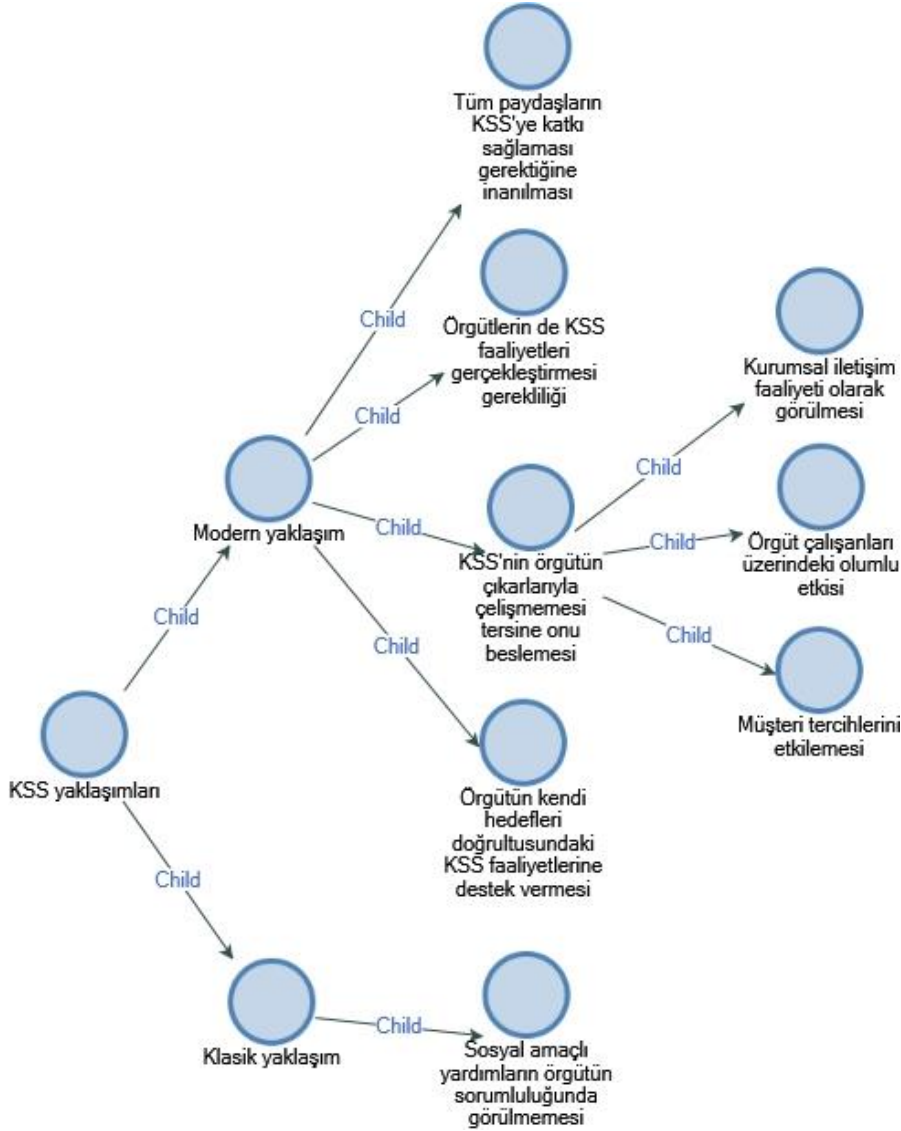 Tüm paydaşların
KSS'ye katkı
sağlaması
gerektiğine
inanılması
Child
Örgütlerin de KSS
faaliyetleri
gerçekleştirmesi
gerekliliği
Child
Kurumsal iletişim
faaliyeti olarak
görülmesi
Child
Modern yaklaşım
Child
KSS'nin örgütün
çıkarlarıyla
çelişmemesi
tersine onu
beslemesi
Child
Örgüt çalışanları
üzerindeki olumlu
etkisi
Child
Müşteri tercihlerini
etkilemesi
Child
Child
KSS yaklaşımları
Örgütün kendi
hedefleri
doğrultusundaki
KSS faaliyetlerine
destek vermesi
Child
Klasik yaklaşım
Child
Sosyal amaçlı
yardımların örgütün
sorumluluğunda
görülmemesi